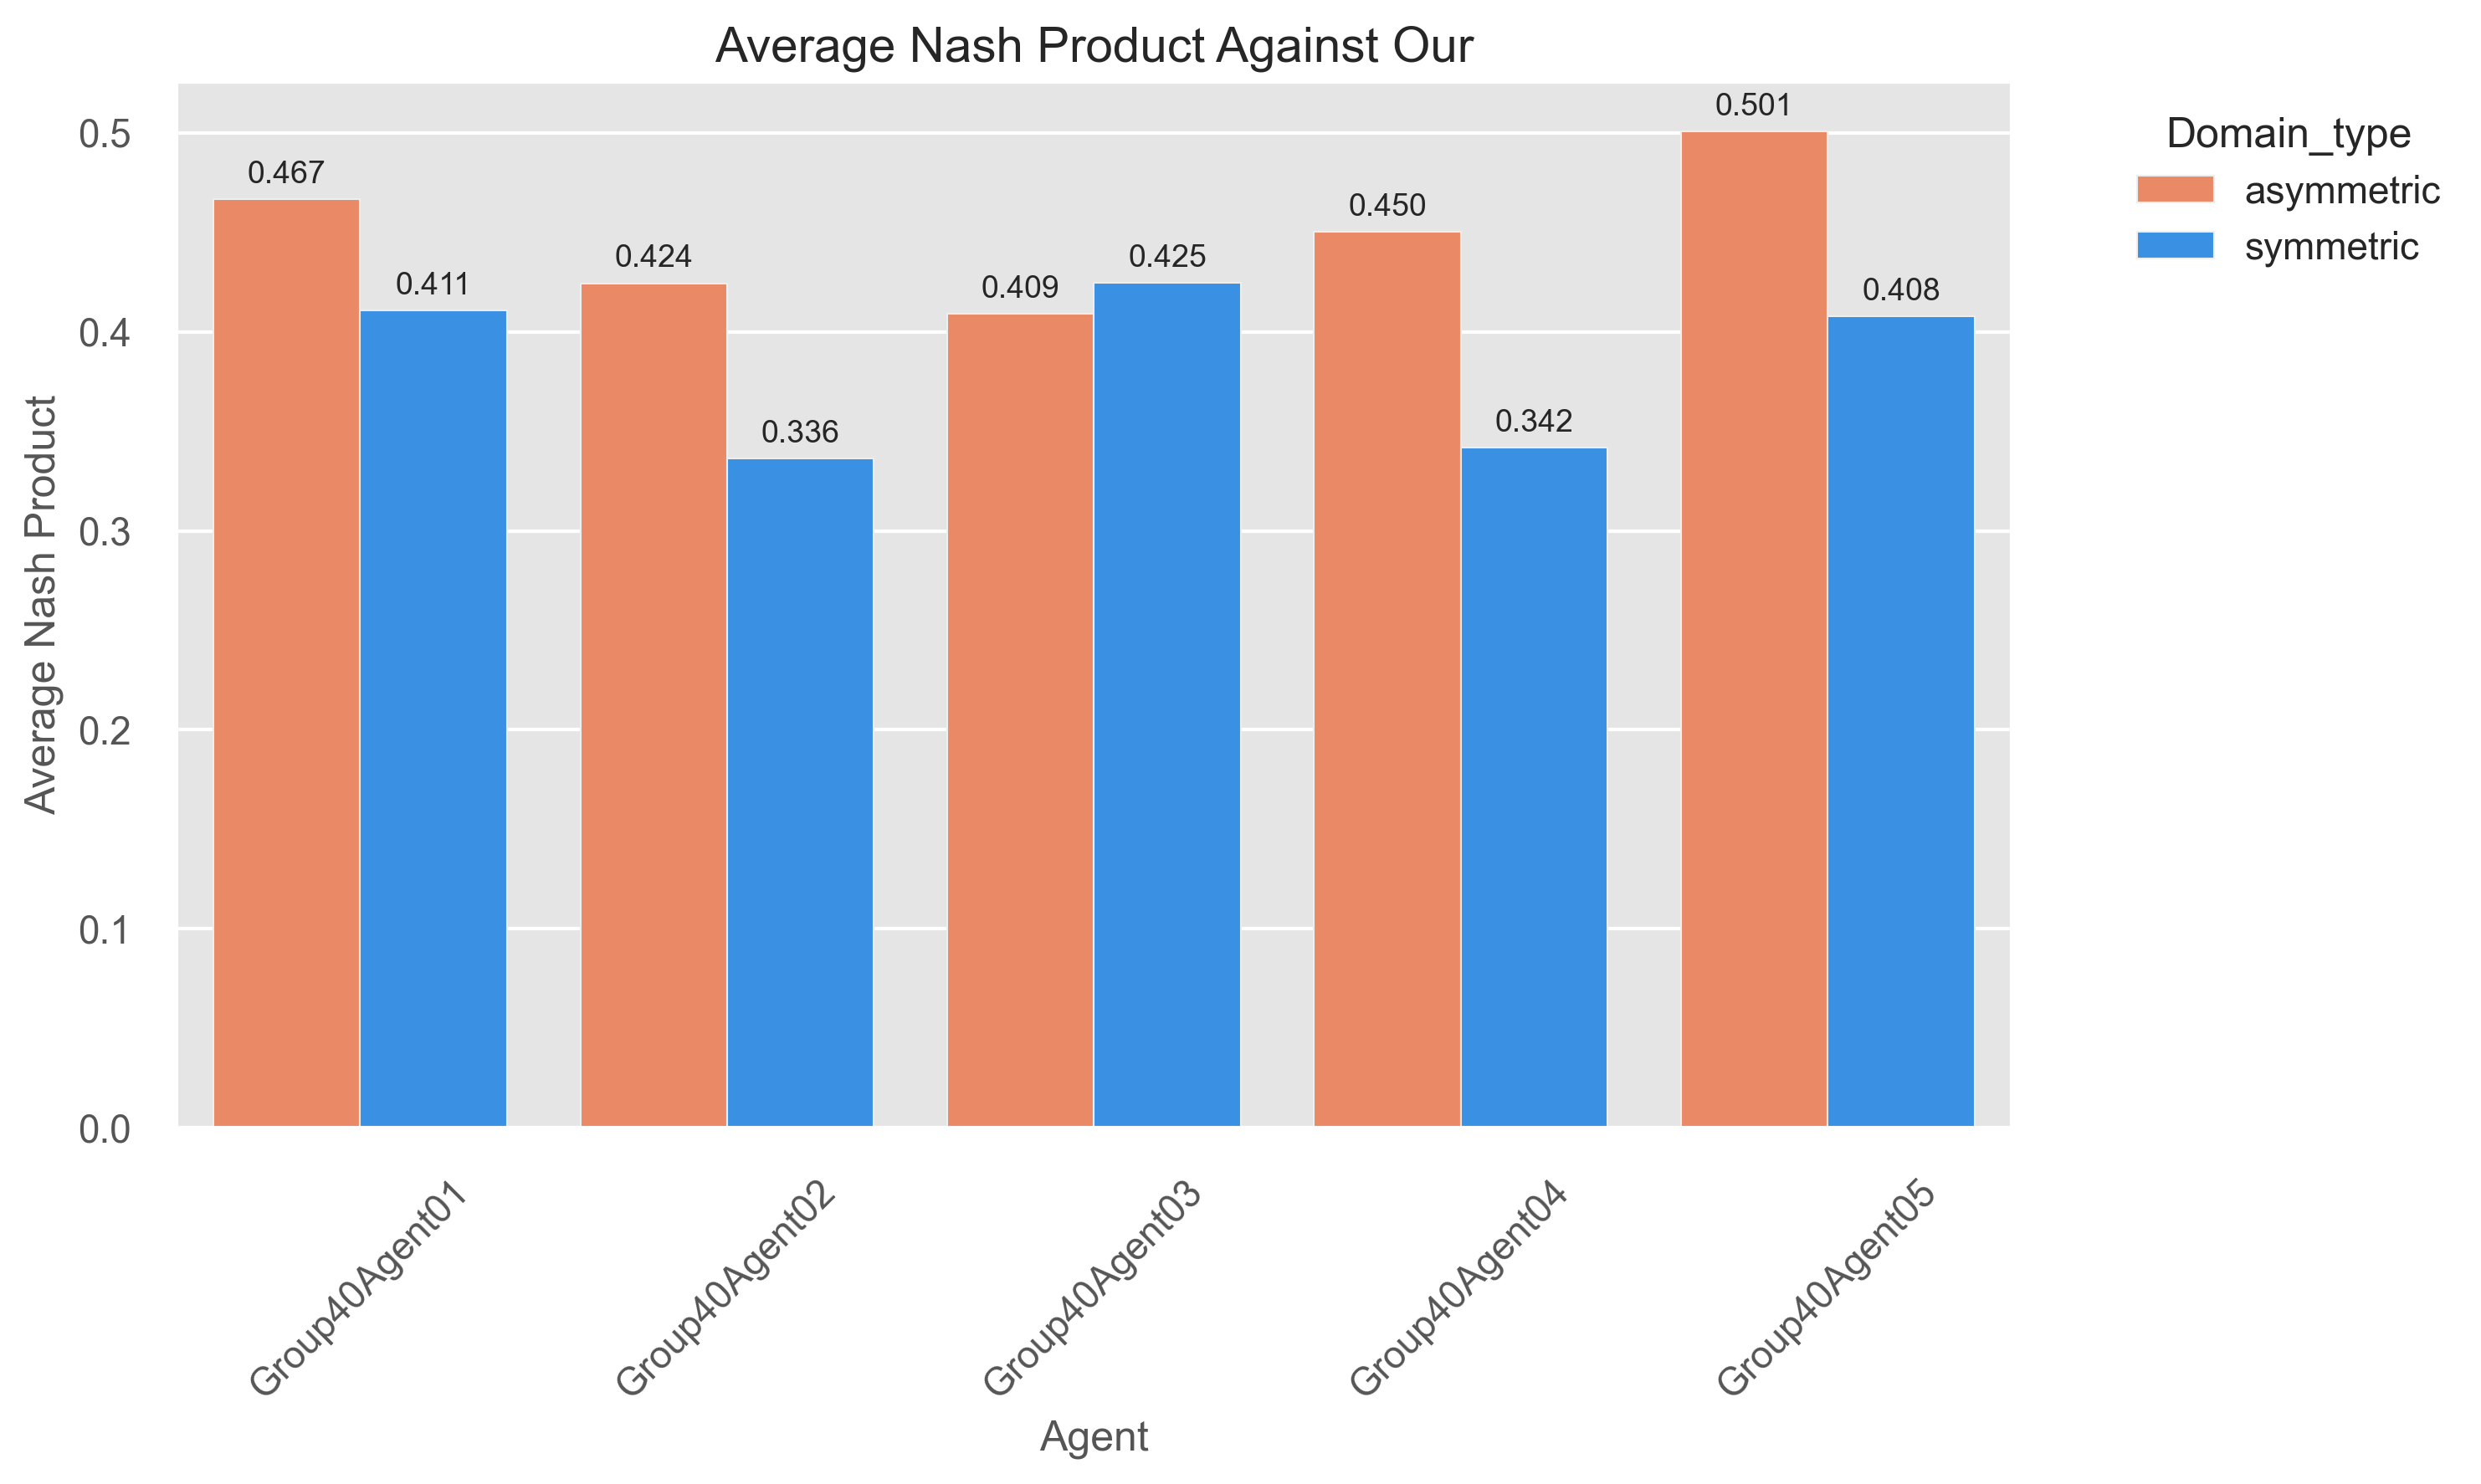 Average Nash Product Against Our
Domain_type
asymmetric
symmetric
Average Nash Product
0.5
0.4
0.3
0.2
0.1
0.0
0.467
0.411
0.424
0.336
0.409
0.425
0.450
0.342
0.501
0.408
Group40Agent01
Group40Agent02
Group40Agent03
Group40Agent04
Group40Agent05
Agent